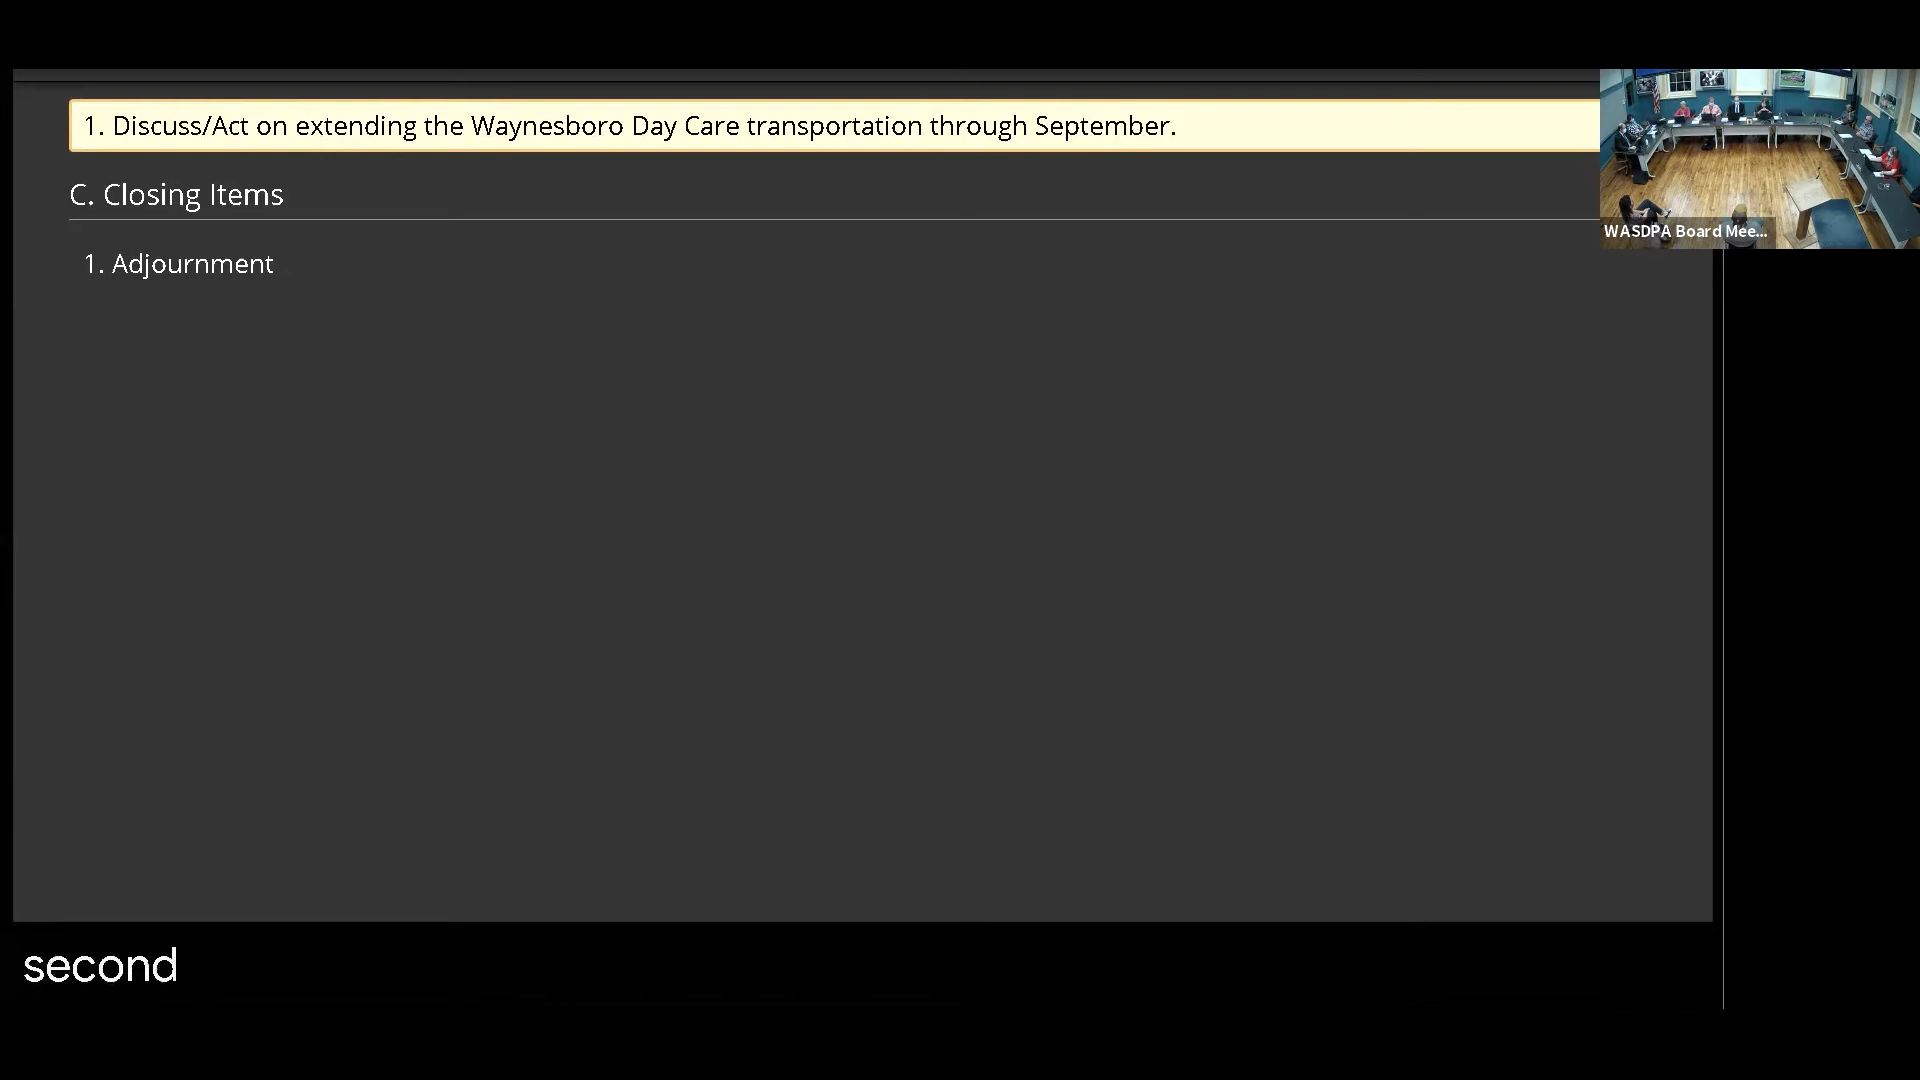 1. Discuss/Act on extending the Waynesboro Day Care transportation through September.
C. Closing Items
1. Adjournment
WASDPA Board Mee...
second